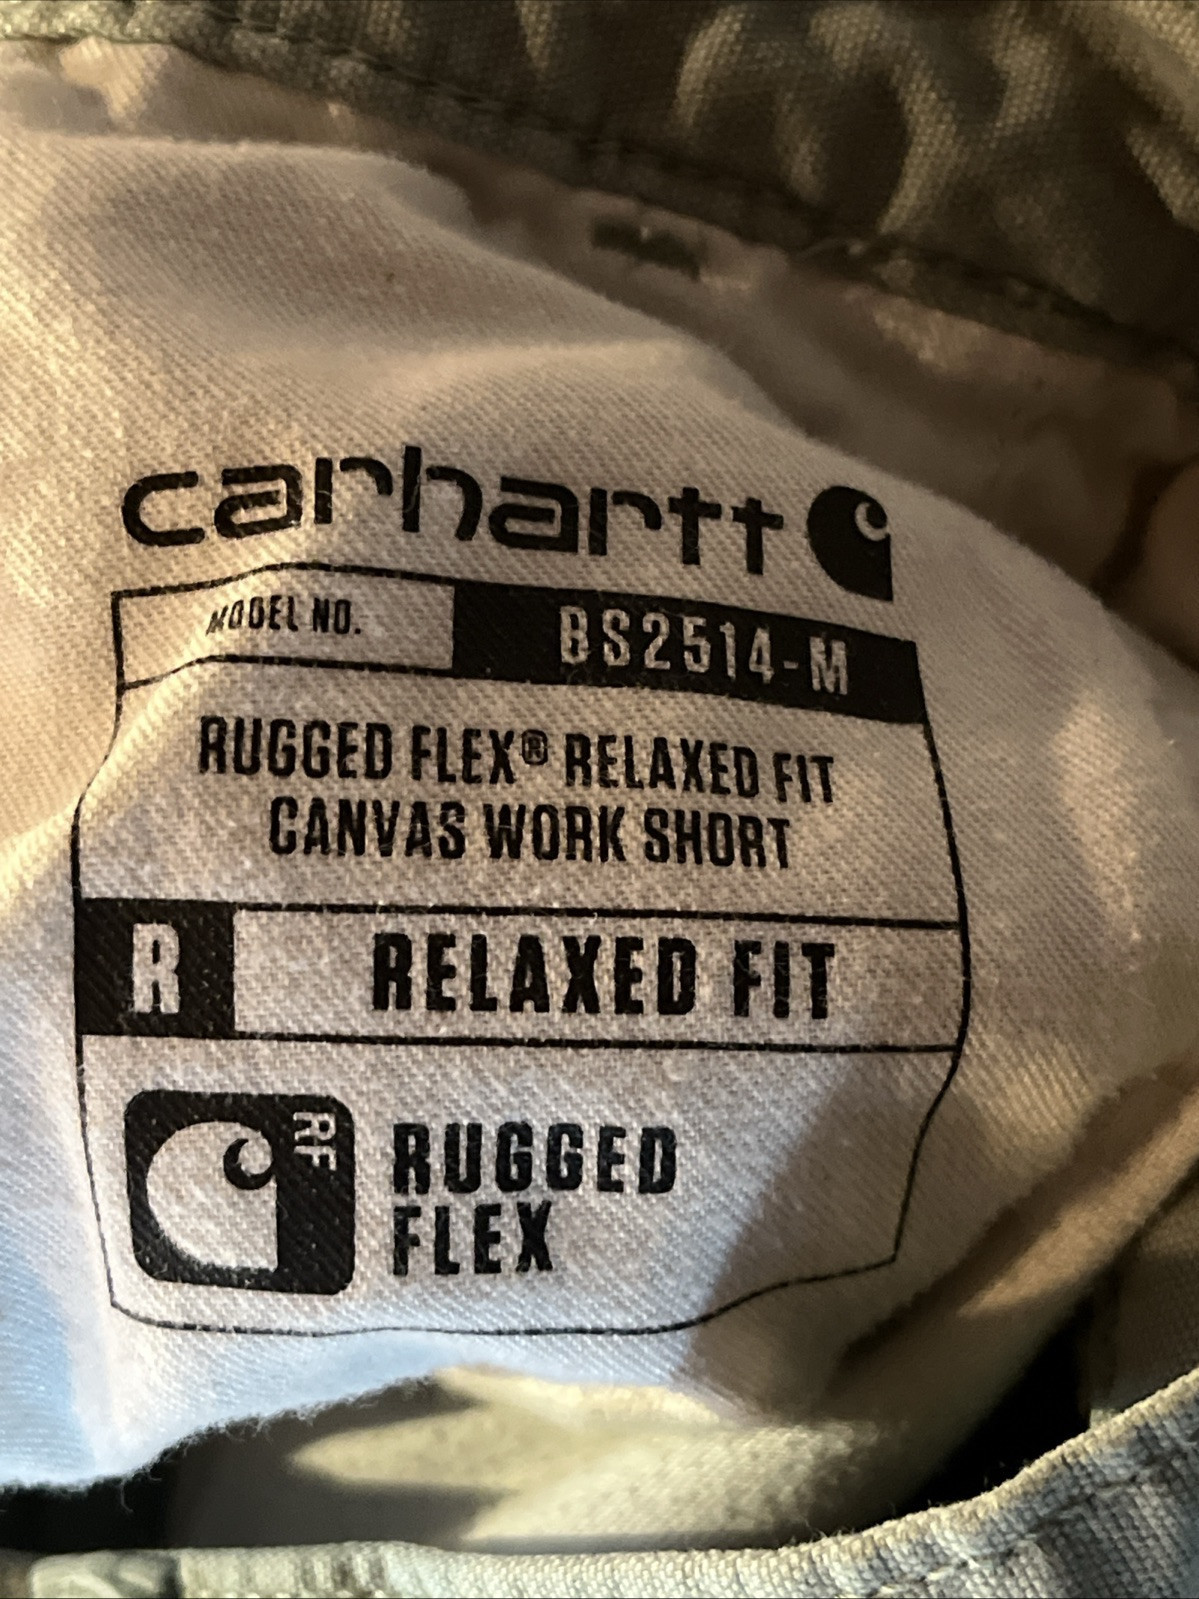 carhartt
MODEL NO. BS2514-M
RUGGED FLEX® RELAXED FIT
CANVAS WORK SHORT
R RELAXED FIT
RF
RUGGED
FLEX